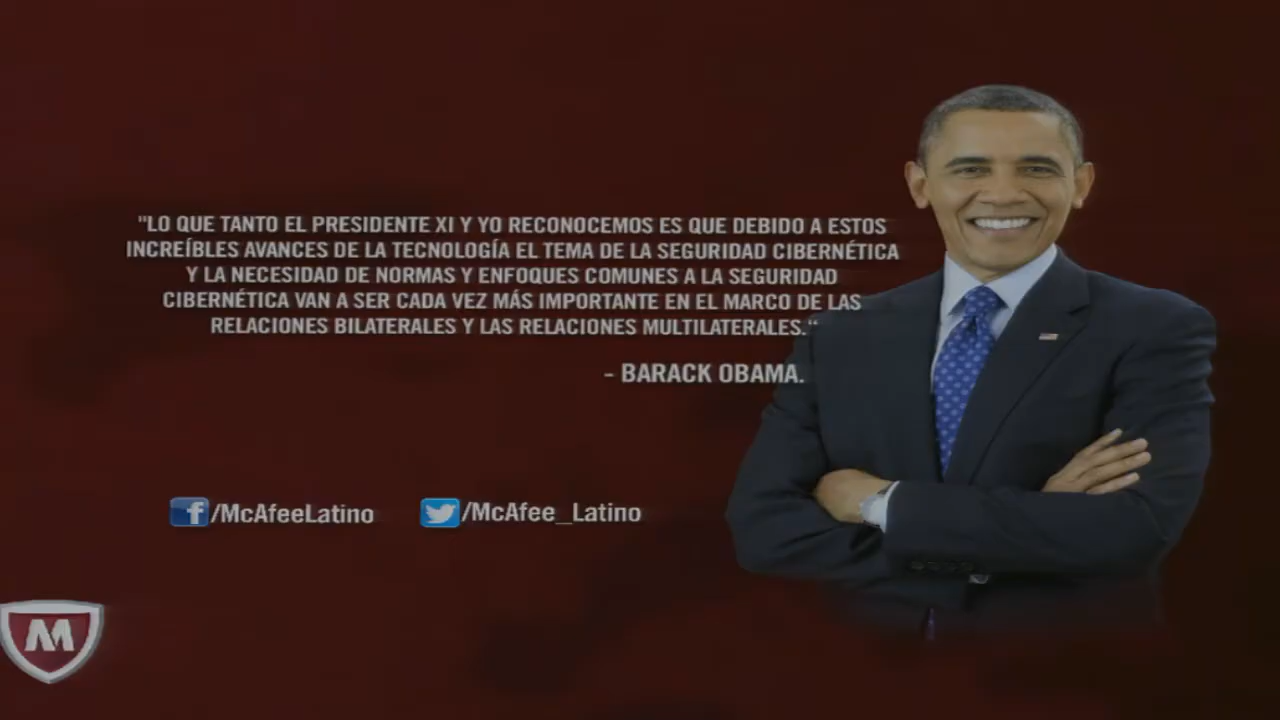 "LO QUE TANTO EL PRESIDENTE XI Y YO RECONOCEMOS ES QUE DEBIDO A ESTOS
INCREÍBLES AVANCES DE LA TECNOLOGÍA EL TEMA DE LA SEGURIDAD CIBERNÉTICA
Y LA NECESIDAD DE NORMAS Y ENFOQUES COMUNES A LA SEGURIDAD
CIBERNÉTICA VAN A SER CADA VEZ MÁS IMPORTANTE EN EL MARCO DE LAS
RELACIONES BILATERALES Y LAS RELACIONES MULTILATERALES."
- BARACK OBAMA.
f/McAfeeLatino
/McAfee_Latino
M